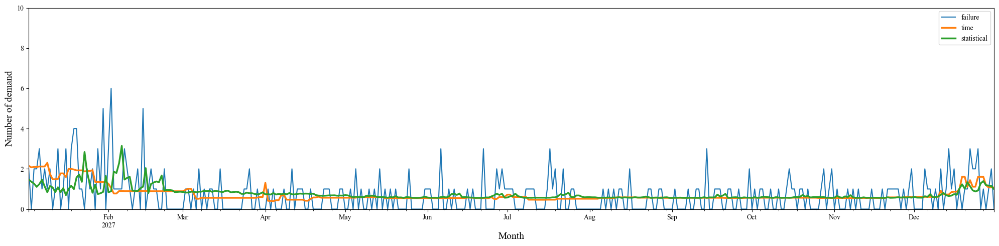 10
8
6
4
2
0
Number of demand
failure
time
statistical
Feb Mar Apr May Jun Jul Aug Sep Oct Nov Dec
2027
Month